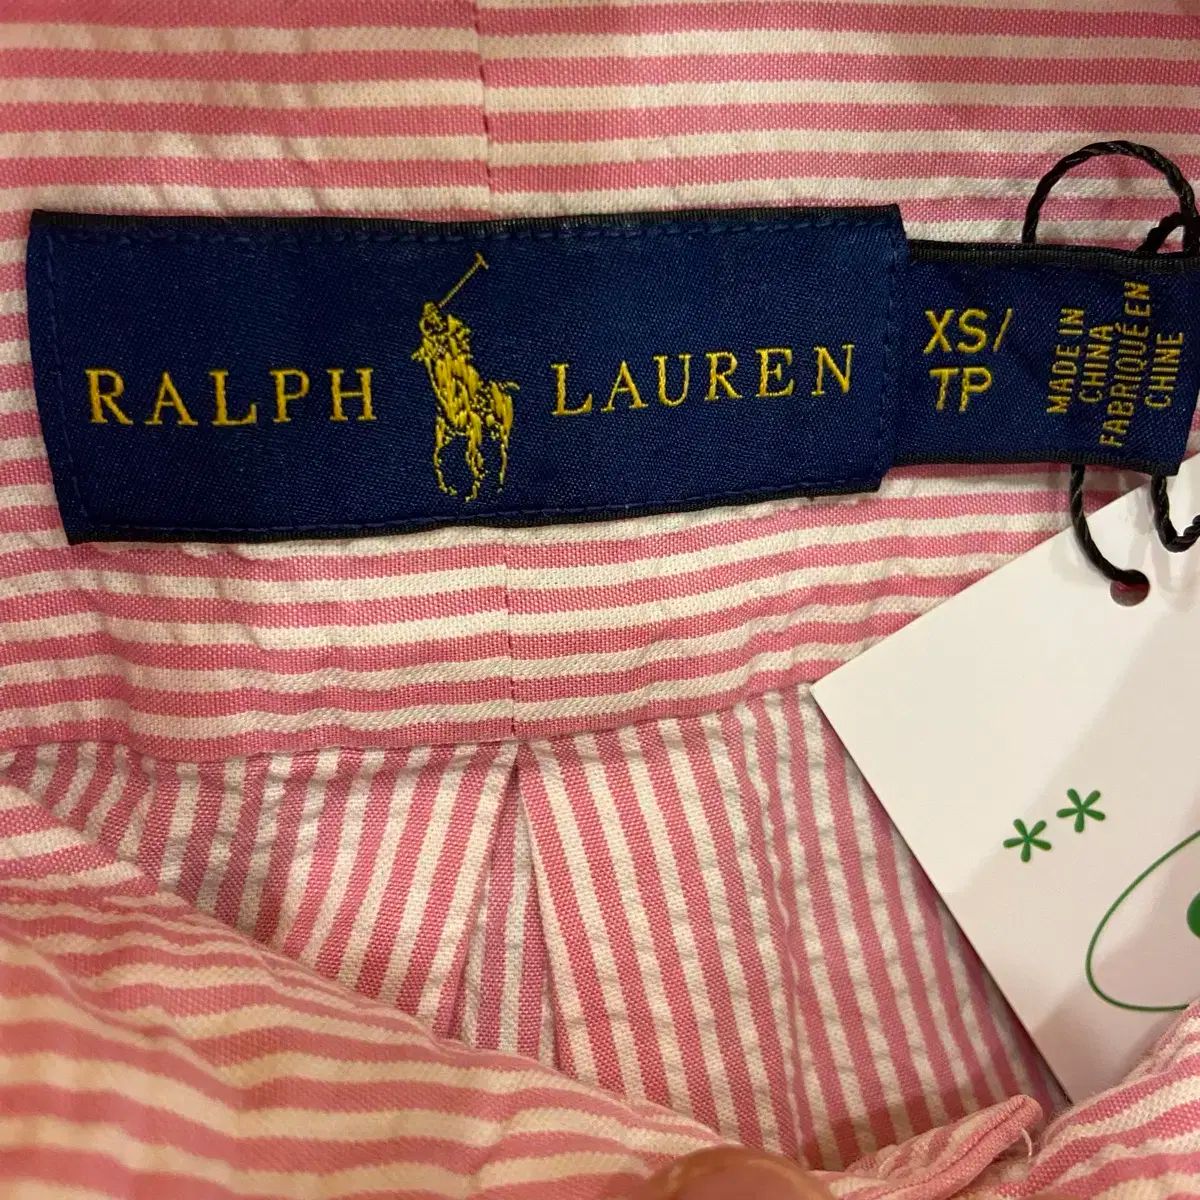 RALPH LAUREN
XS/
TP
MADE IN
CHINA
FABRIQUÉ EN
CHINE